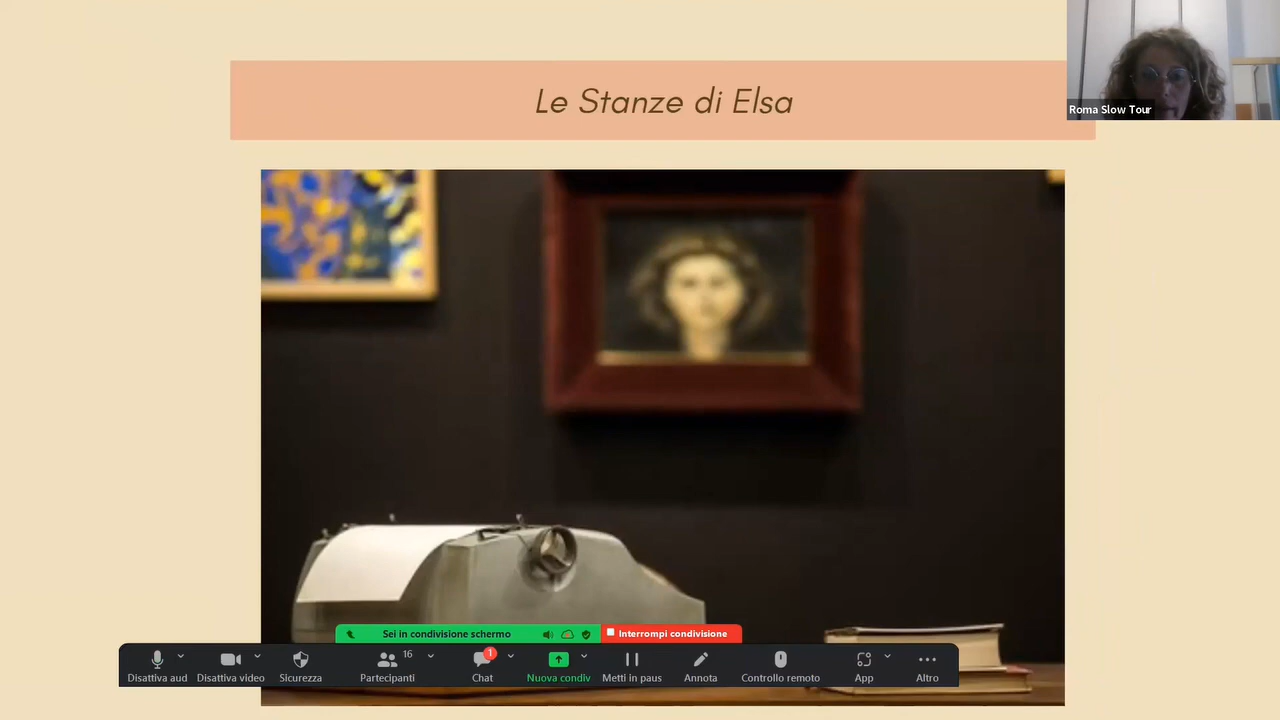 Le Stanze di Elsa
Roma Slow Tour
Sei in condivisione schermo
Interrompi condivisione
16
1
Disattiva aud
Disattiva video
Sicurezza
Partecipanti
Chat
Nuova condiv
Metti in paus
Annota
Controllo remoto
App
Altro